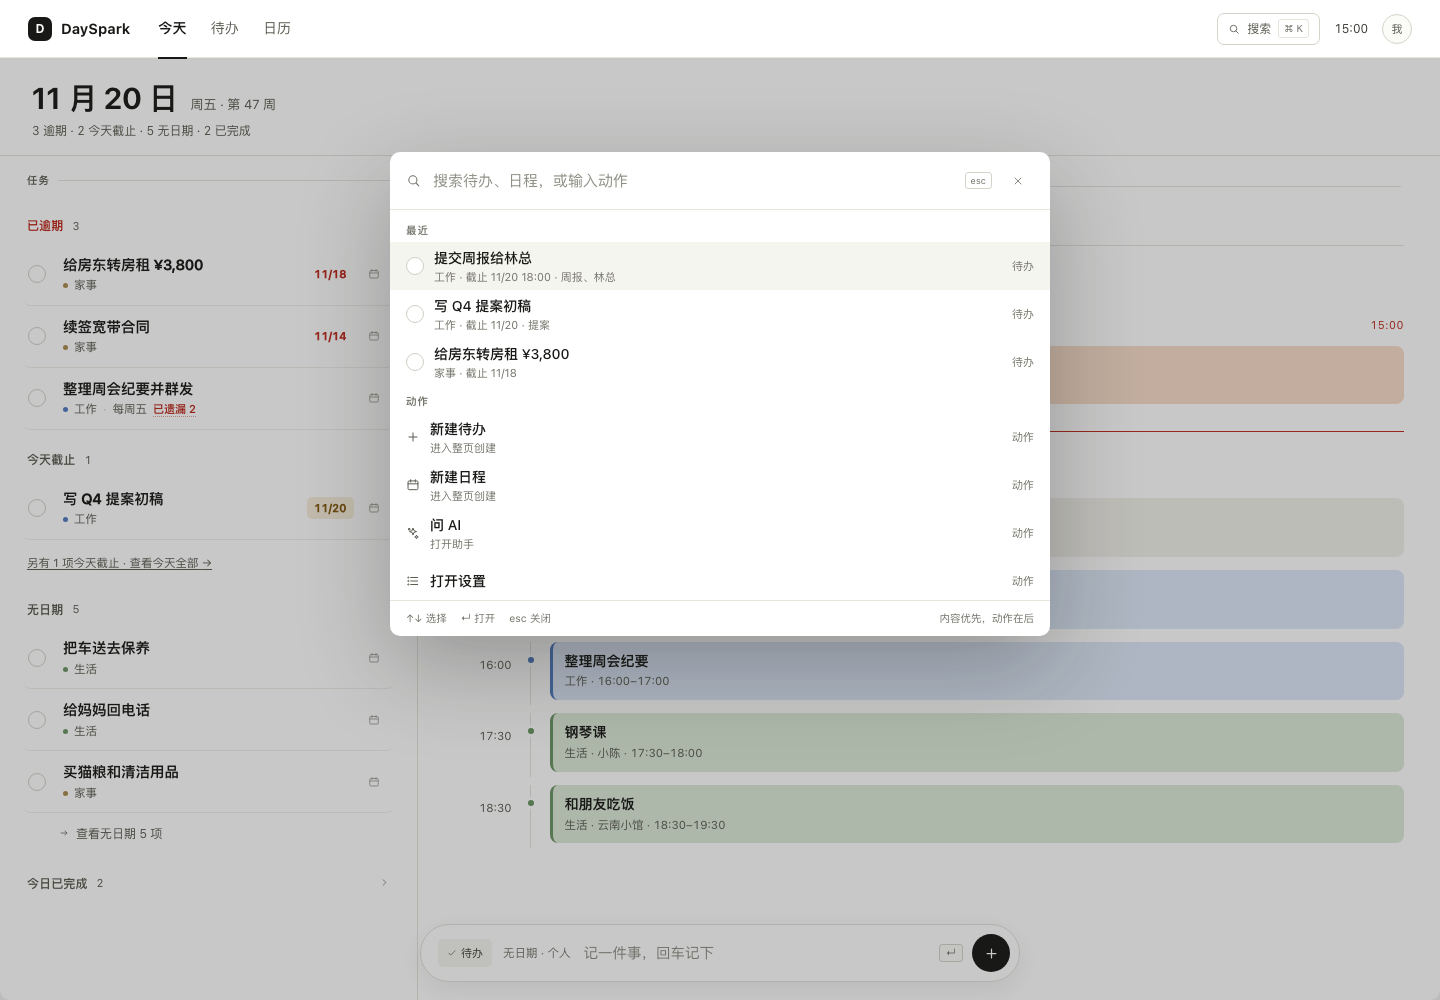 D DaySpark 今天 待办 日历 搜索 ⌘ K 15:00 我
11 月 20 日 周五 · 第 47 周
3 逾期 · 2 今天截止 · 5 无日期 · 2 已完成
任务
已逾期 3
给房东转房租 ¥3,800
家事
11/18
续签宽带合同
家事
11/14
整理周会纪要并群发
工作 · 每周五 已遗漏 2
今天截止 1
写 Q4 提案初稿
工作
11/20
另有 1 项今天截止 · 查看今天全部 →
无日期 5
把车送去保养
生活
给妈妈回电话
生活
买猫粮和清洁用品
家事
→ 查看无日期 5 项
今日已完成 2
搜索待办、日程，或输入动作 esc
最近
提交周报给林总
工作 · 截止 11/20 18:00 · 周报、林总
待办
写 Q4 提案初稿
工作 · 截止 11/20 · 提案
待办
给房东转房租 ¥3,800
家事 · 截止 11/18
待办
动作
新建待办
进入整页创建
动作
新建日程
进入整页创建
动作
问 AI
打开助手
动作
打开设置
动作
↑↓ 选择 ↵ 打开 esc 关闭 内容优先，动作在后
15:00
16:00
整理周会纪要
工作 · 16:00–17:00
17:30
钢琴课
生活 · 小陈 · 17:30–18:00
18:30
和朋友吃饭
生活 · 云南小馆 · 18:30–19:30
待办 无日期 · 个人 记一件事，回车记下 ↵